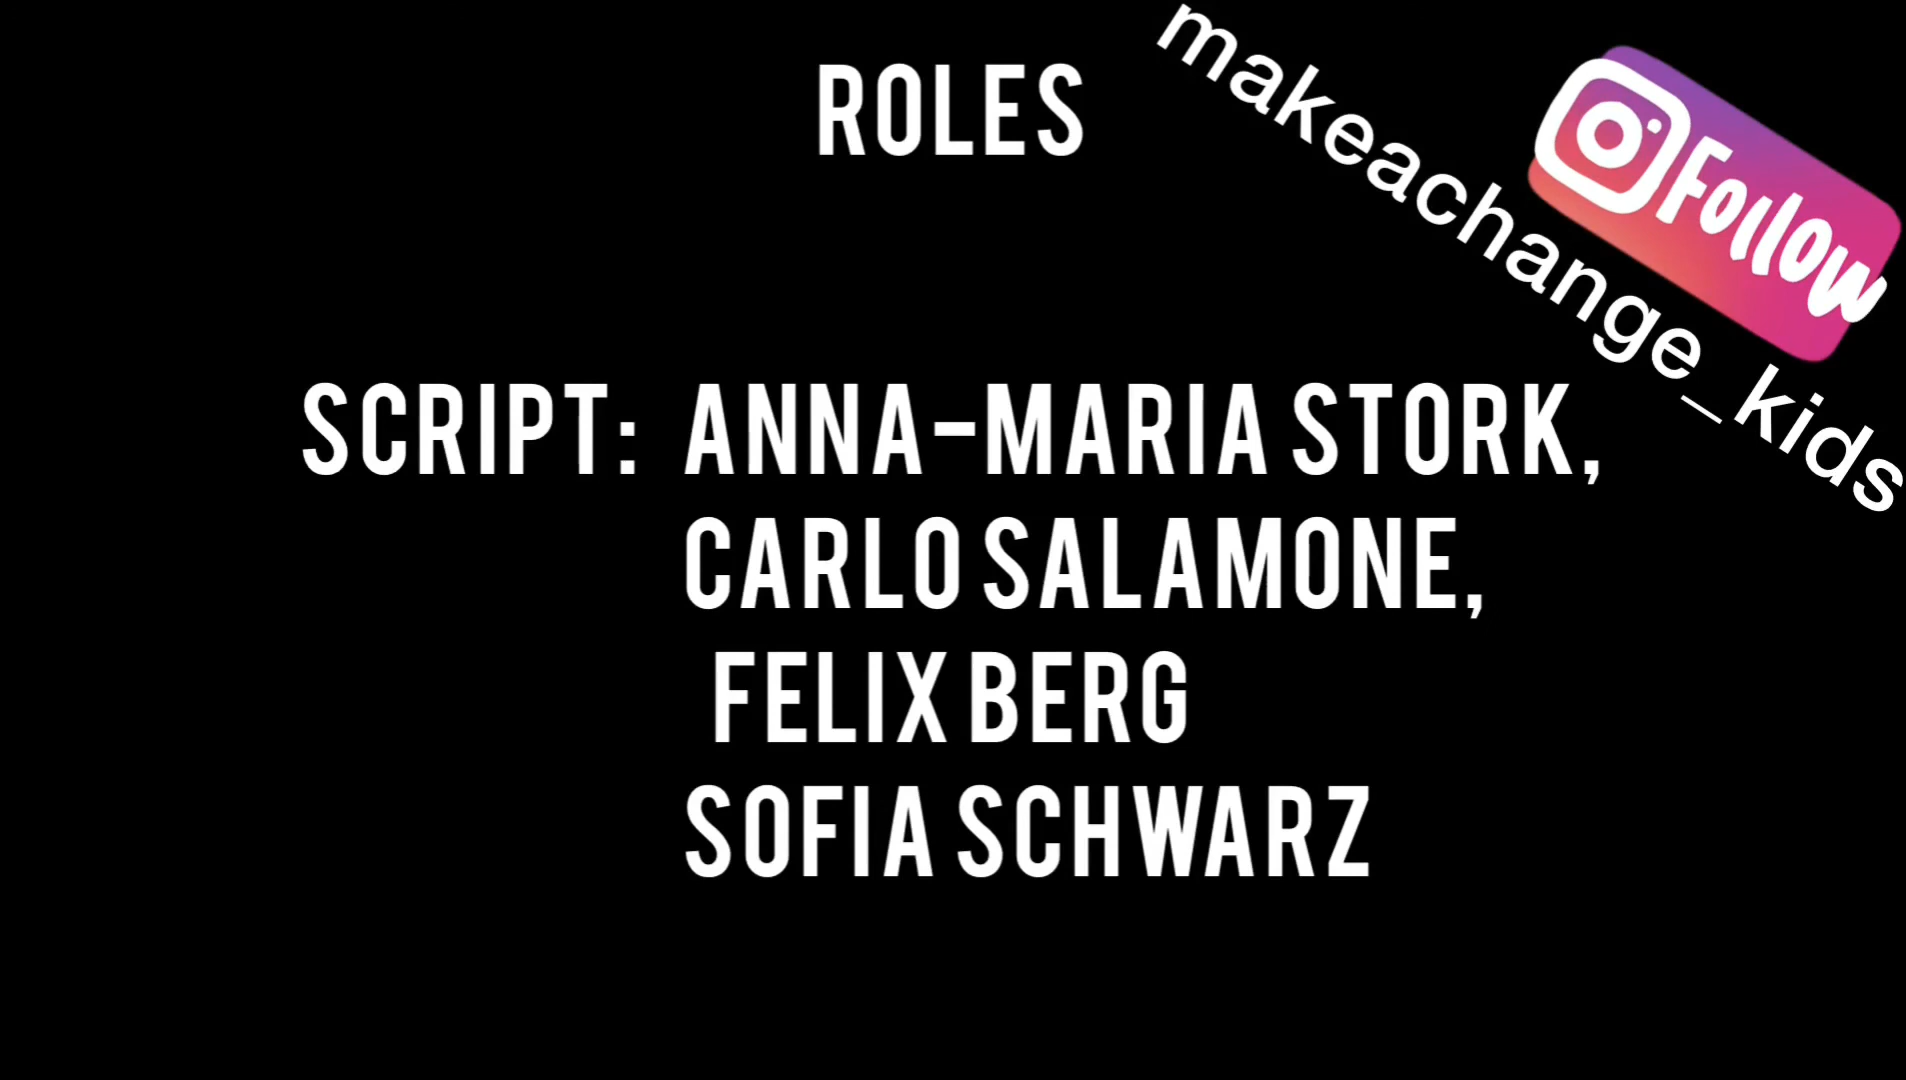 ROLES
makeachange_kids
Follow
SCRIPT: ANNA-MARIA STORK,
CARLO SALAMONE,
FELIX BERG
SOFIA SCHWARZ